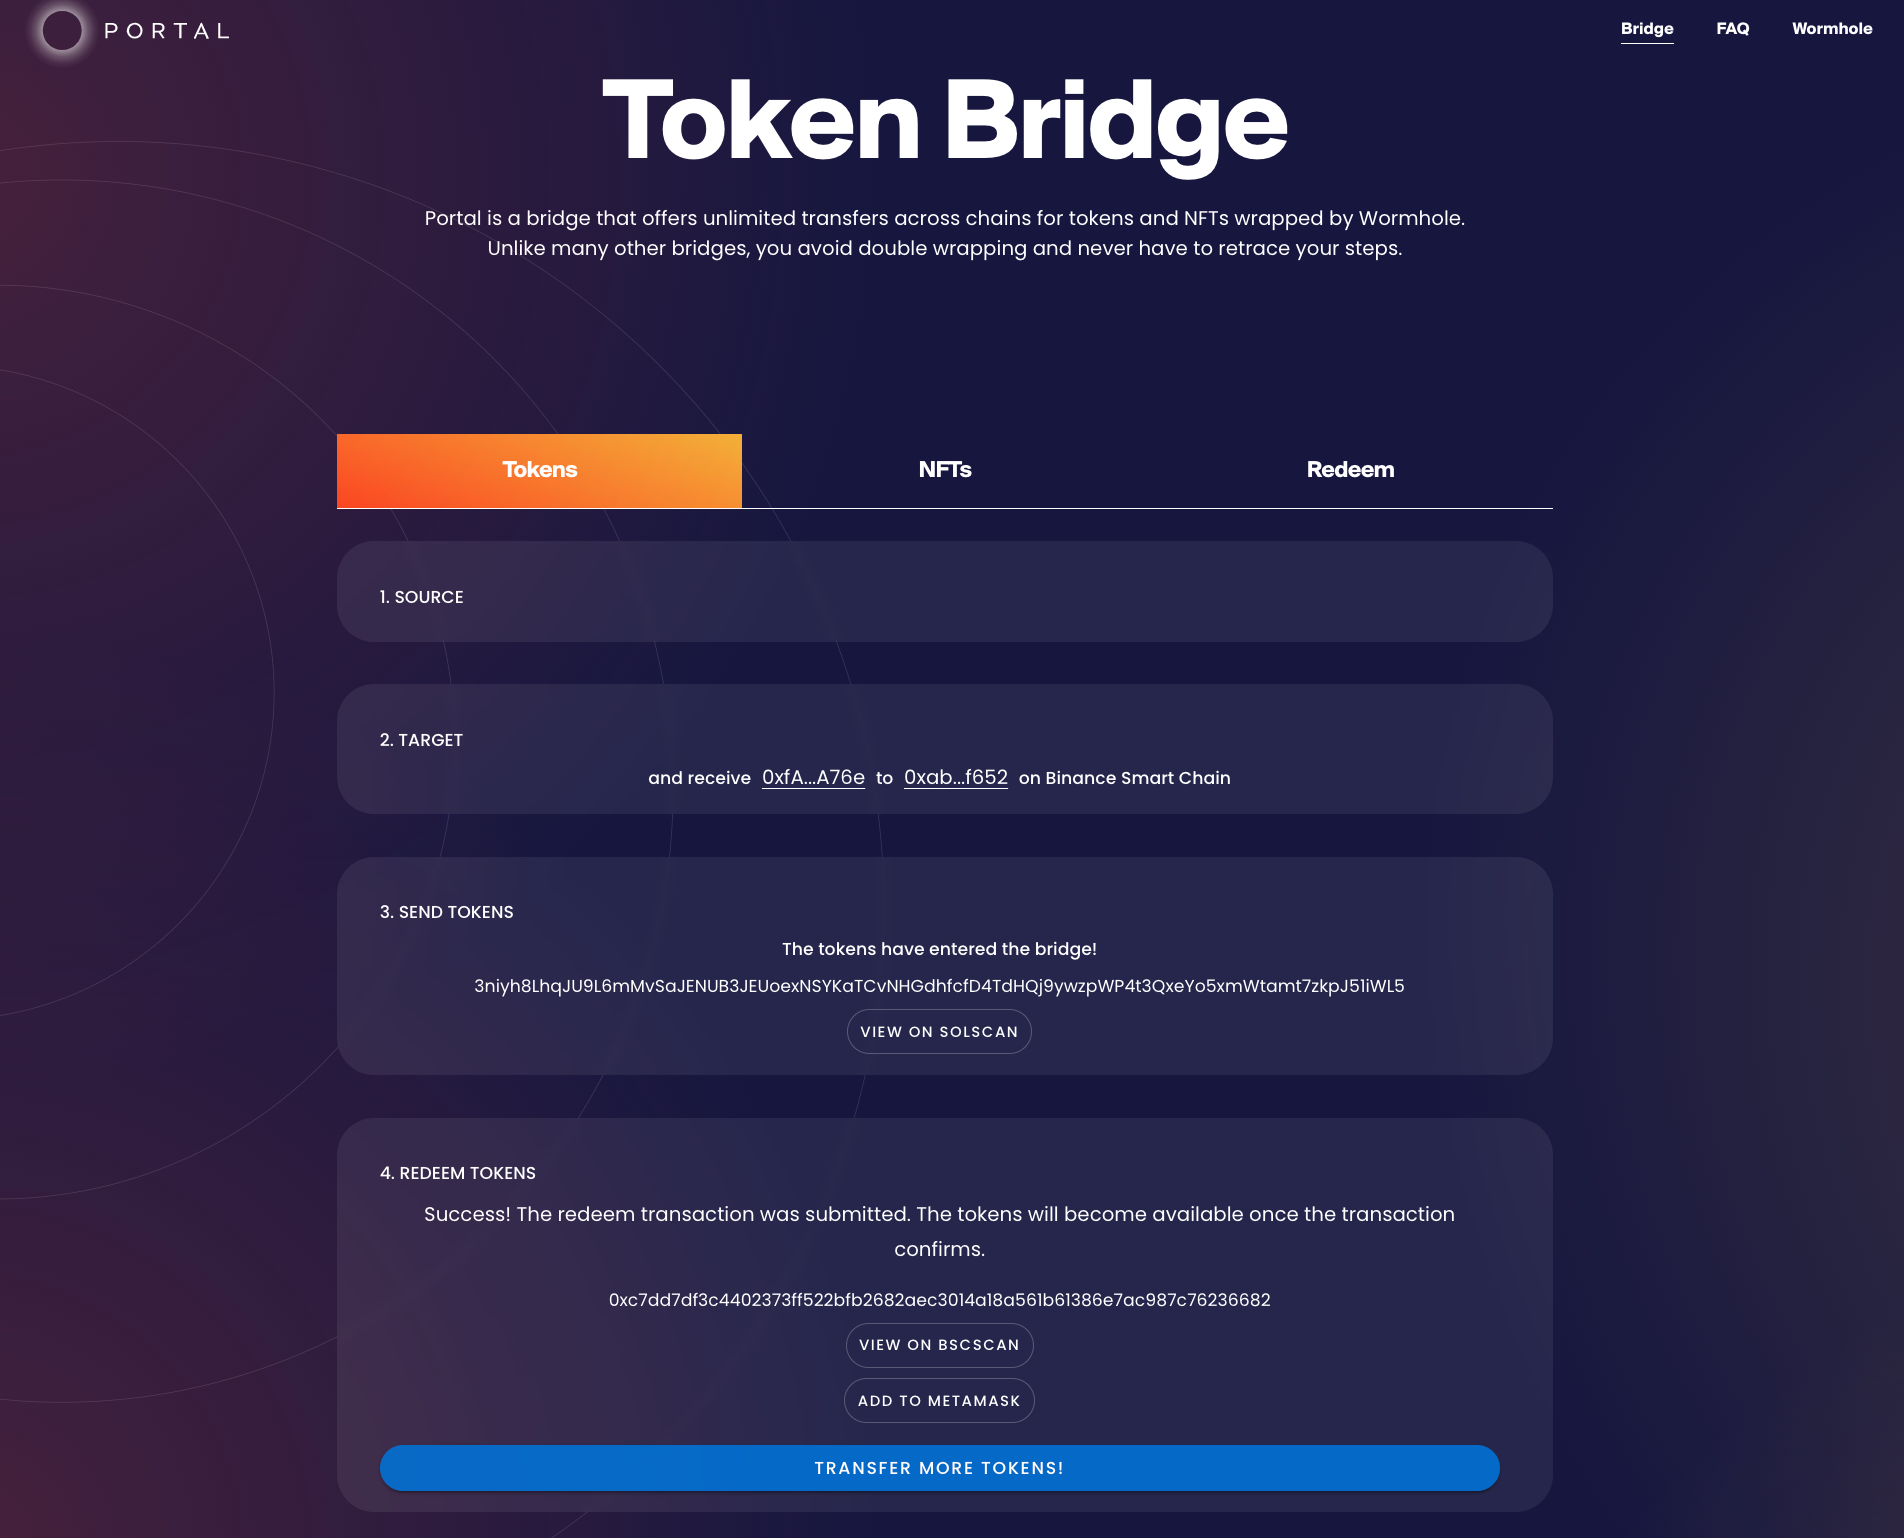 PORTAL
Bridge
FAQ
Wormhole
Token Bridge
Portal is a bridge that offers unlimited transfers across chains for tokens and NFTs wrapped by Wormhole.
Unlike many other bridges, you avoid double wrapping and never have to retrace your steps.
Tokens
NFTs
Redeem
1. SOURCE
2. TARGET
and receive 0xfA...A76e to 0xab...f652 on Binance Smart Chain
3. SEND TOKENS
The tokens have entered the bridge!
3niyh8LhqJU9L6mMvSaJENUB3JEUoexNSYKaTCvNHGdhfcfD4TdHQj9ywzpWP4t3QxeYo5xmWtamt7zkpJ51iWL5
VIEW ON SOLSCAN
4. REDEEM TOKENS
Success! The redeem transaction was submitted. The tokens will become available once the transaction
confirms.
0xc7dd7df3c4402373ff522bfb2682aec3014a18a561b61386e7ac987c76236682
VIEW ON BSCSCAN
ADD TO METAMASK
TRANSFER MORE TOKENS!